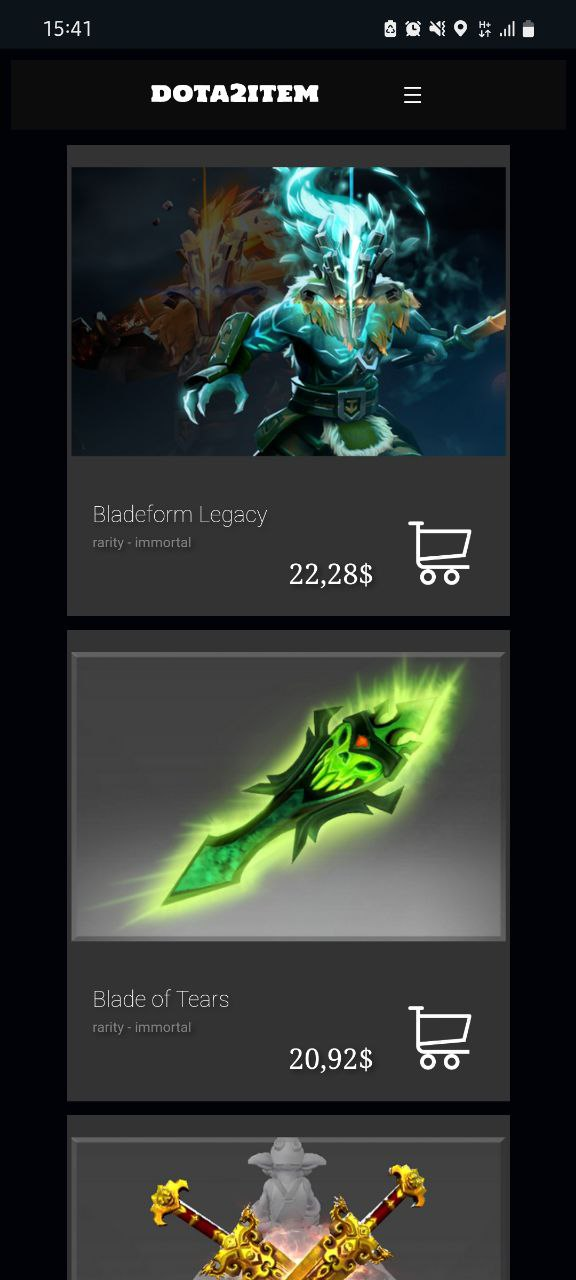 15:41
H+
DOTA2ITEM
Bladeform Legacy
rarity - immortal
22,28$
Blade of Tears
rarity - immortal
20,92$